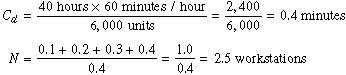 C_d = (40 hours × 60 minutes / hour) / (6,000 units) = 2,400 / 6,000 = 0.4 minutes
N = (0.1 + 0.2 + 0.3 + 0.4) / 0.4 = 1.0 / 0.4 = 2.5 workstations